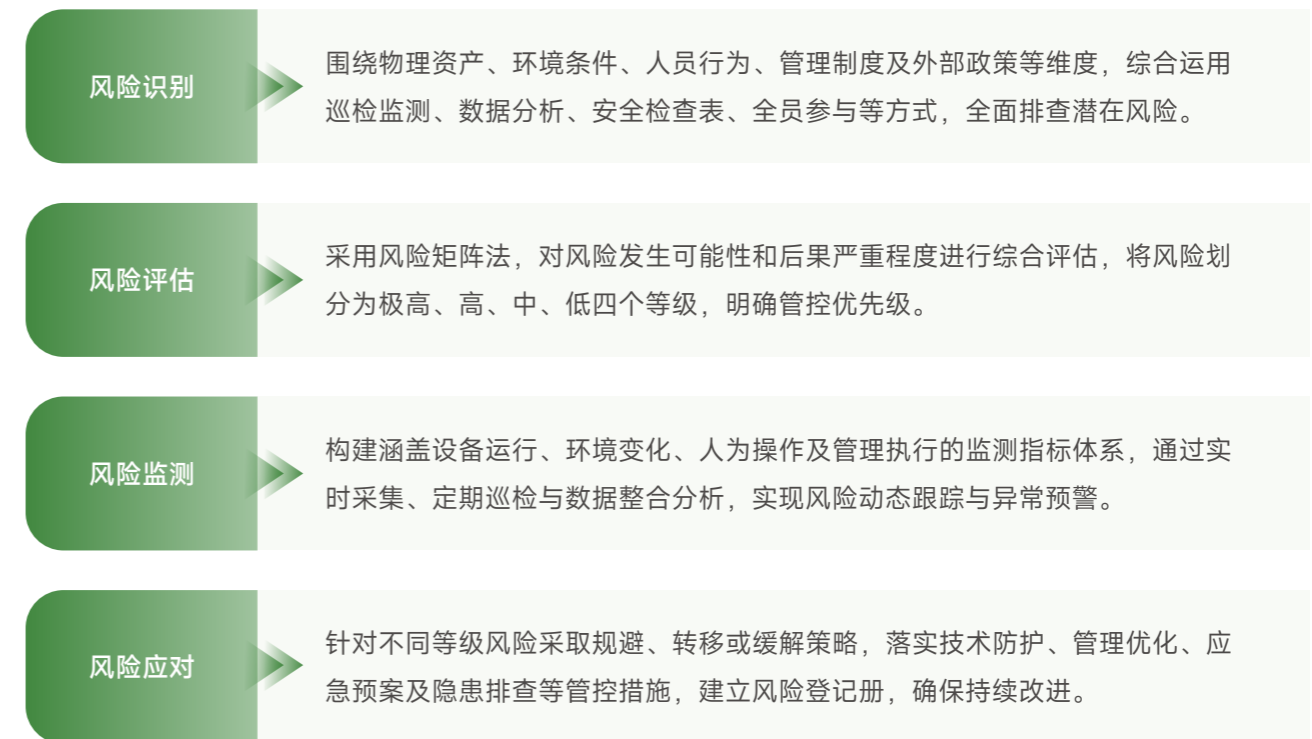 风险识别
围绕物理资产、环境条件、人员行为、管理制度及外部政策等维度，综合运用
巡检监测、数据分析、安全检查表、全员参与等方式，全面排查潜在风险。
风险评估
采用风险矩阵法，对风险发生可能性和后果严重程度进行综合评估，将风险划
分为极高、高、中、低四个等级，明确管控优先级。
风险监测
构建涵盖设备运行、环境变化、人为操作及管理执行的监测指标体系，通过实
时采集、定期巡检与数据整合分析，实现风险动态跟踪与异常预警。
风险应对
针对不同等级风险采取规避、转移或缓解策略，落实技术防护、管理优化、应
急预案及隐患排查等管控措施，建立风险登记册，确保持续改进。